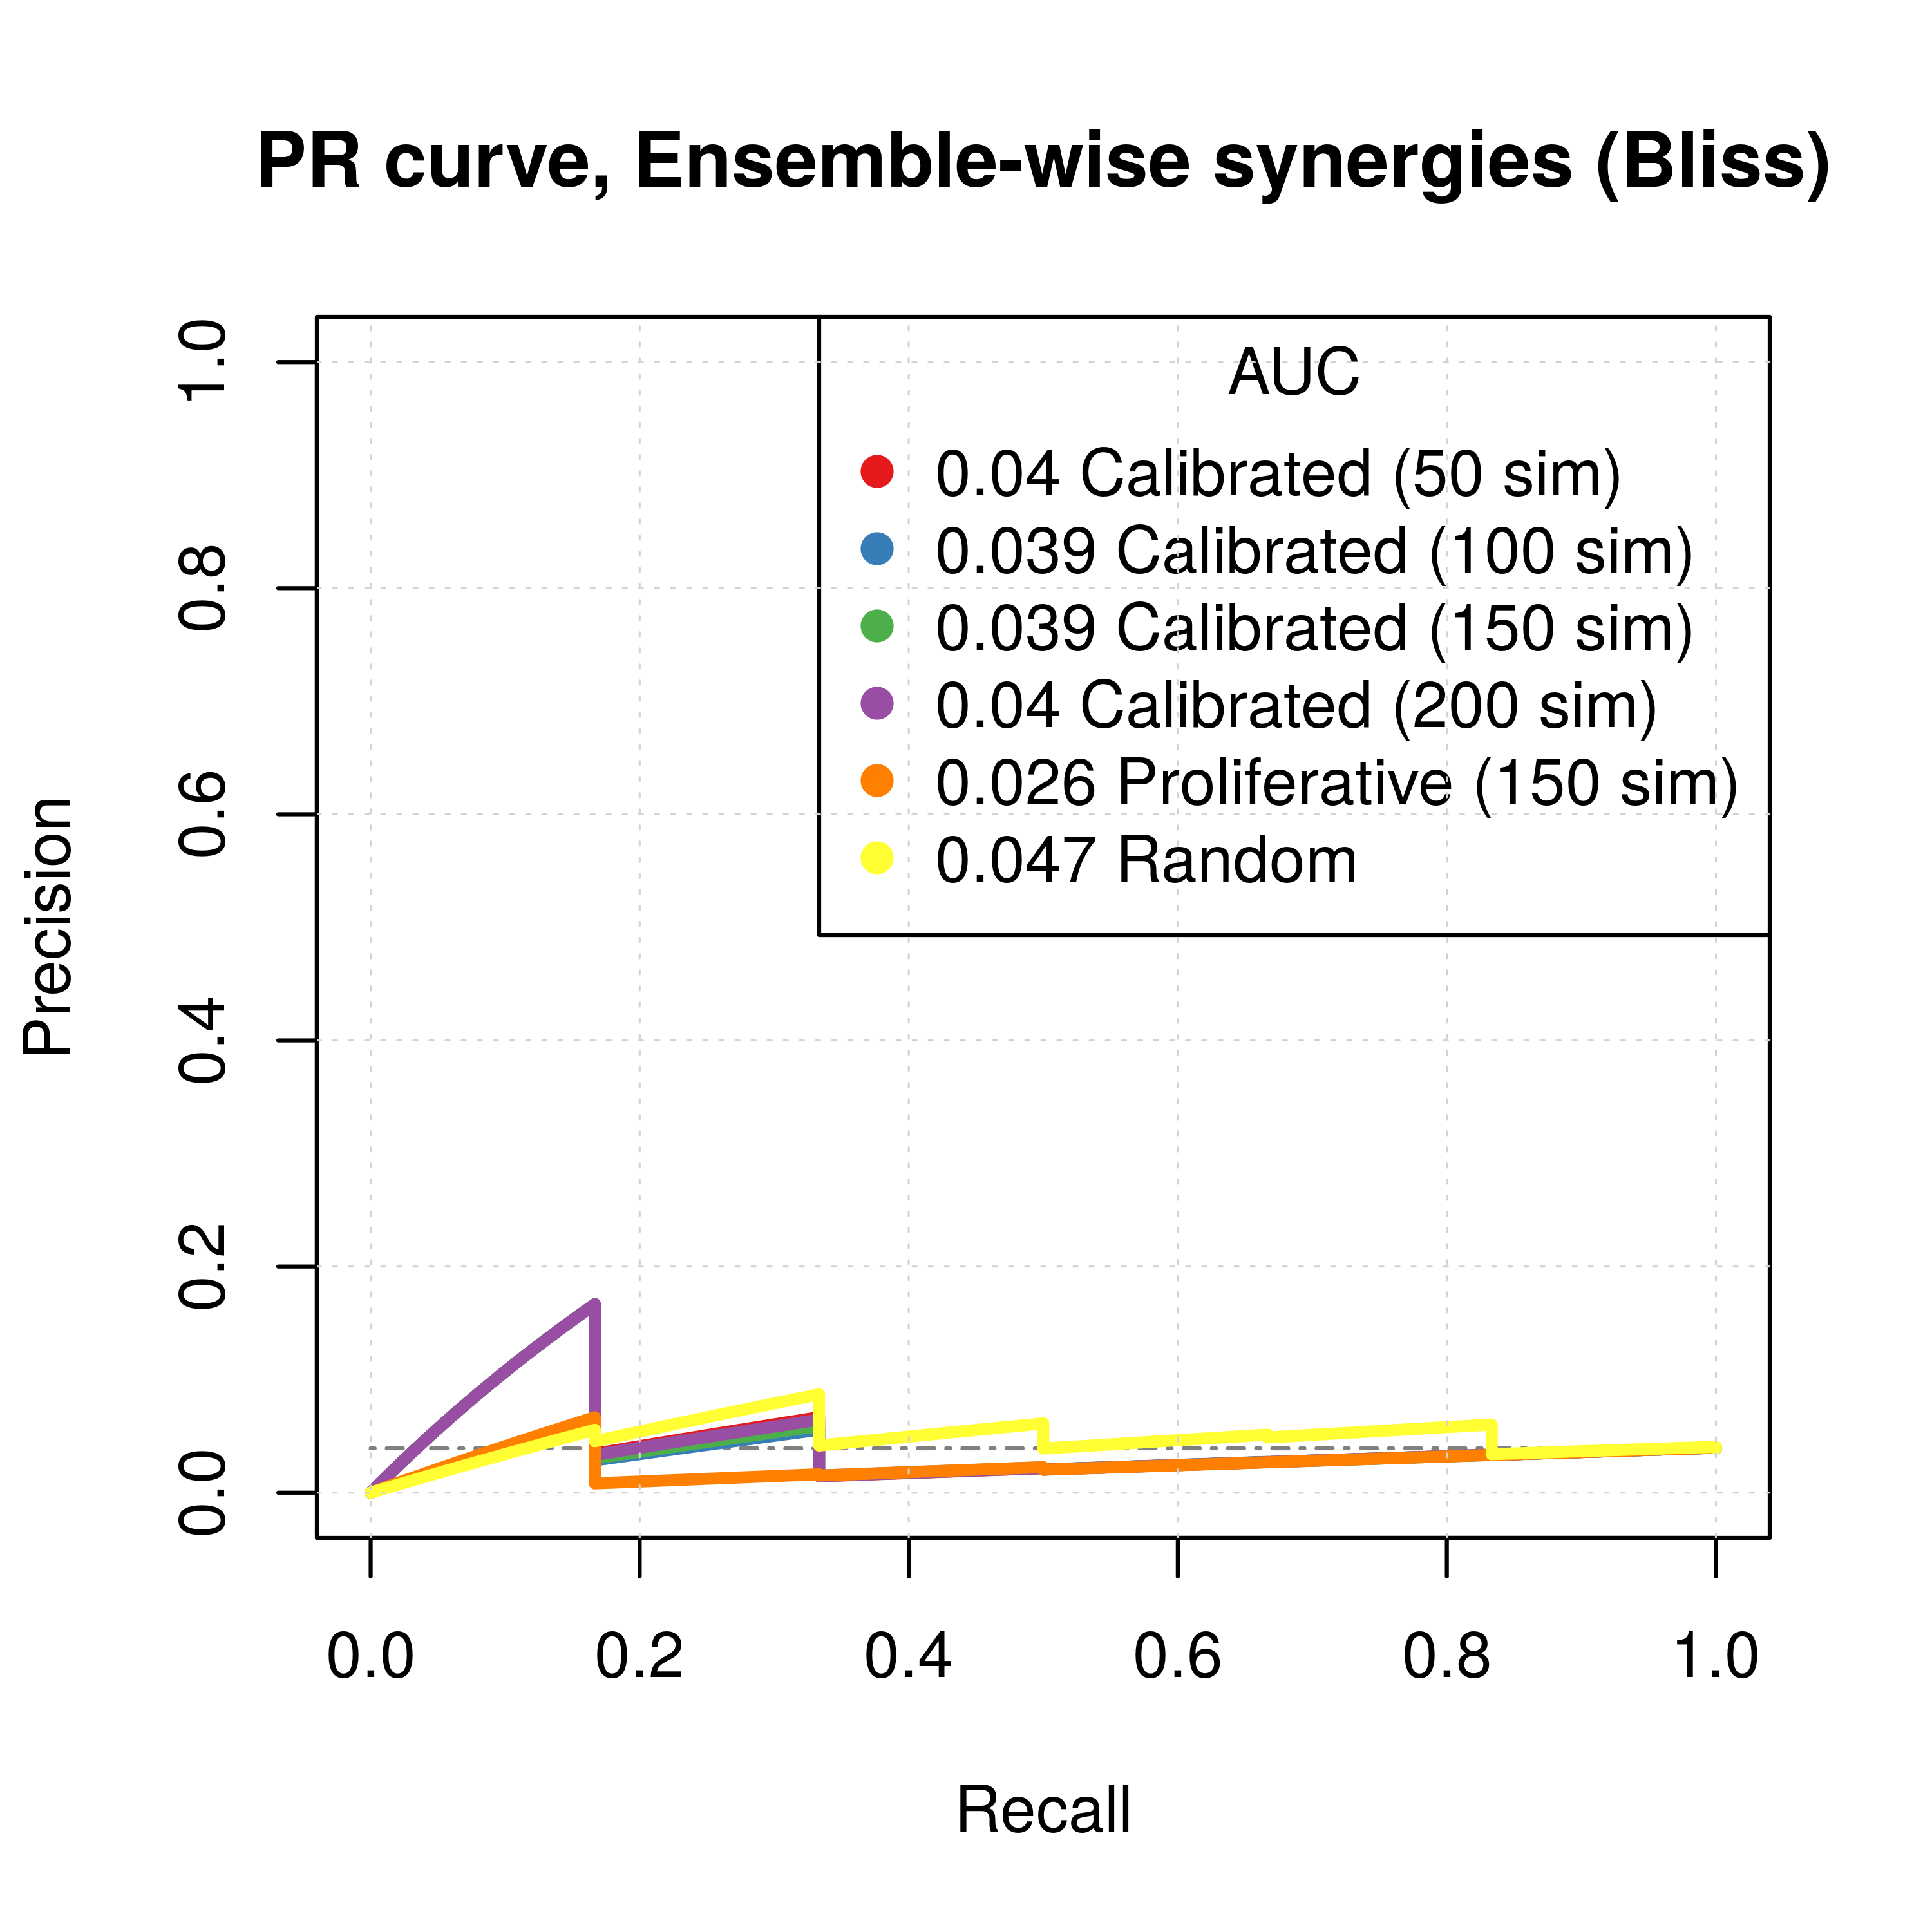 PR curve, Ensemble-wise synergies (Bliss)
AUC
0.04 Calibrated (50 sim)
0.039 Calibrated (100 sim)
0.039 Calibrated (150 sim)
0.04 Calibrated (200 sim)
0.026 Proliferative (150 sim)
0.047 Random
Precision
1.0
0.8
0.6
0.4
0.2
0.0
0.0 0.2 0.4 0.6 0.8 1.0
Recall